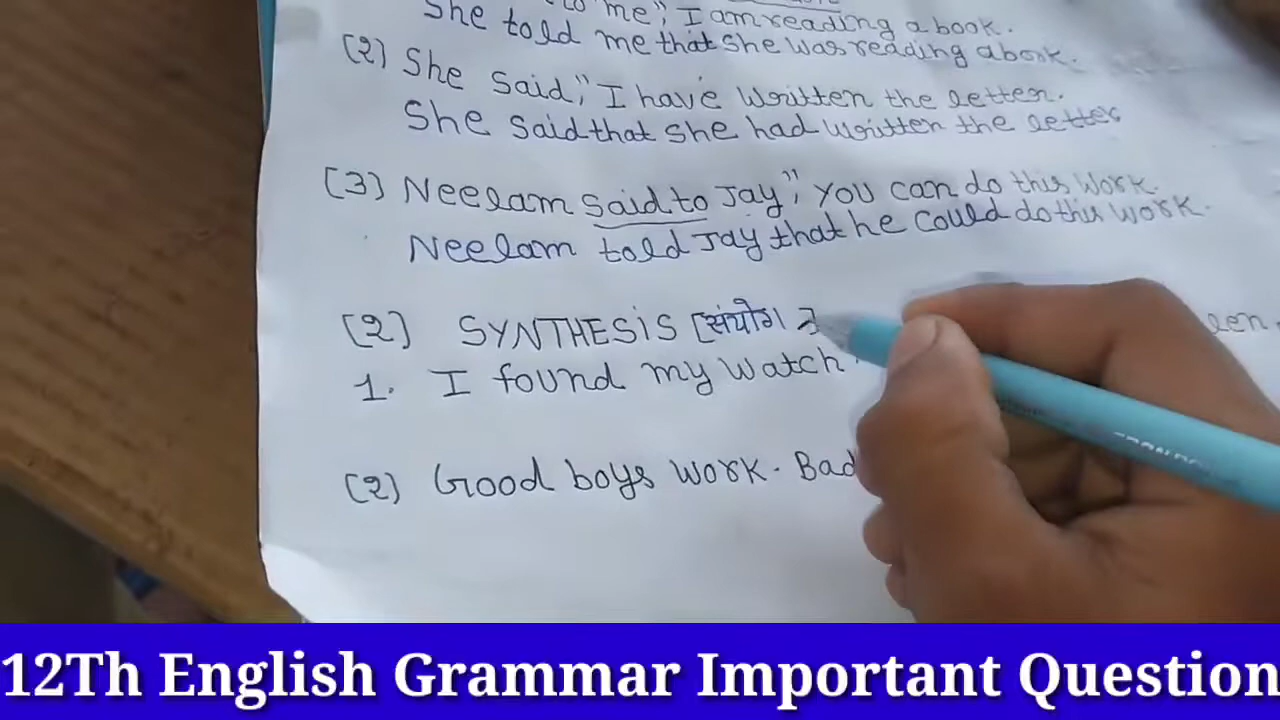 to me", I am reading a book.
She told me that She was reading a book.
(2) She Said," I have written the letter.
She Said that She had written the letter
(3) Neelam Said to Jay", You can do this work.
Neelam told Jay that he Could do this work.
(2) SYNTHESiS [संयोग
1. I found my watch.
(2) Good boys work. Bad
12Th English Grammar Important Question